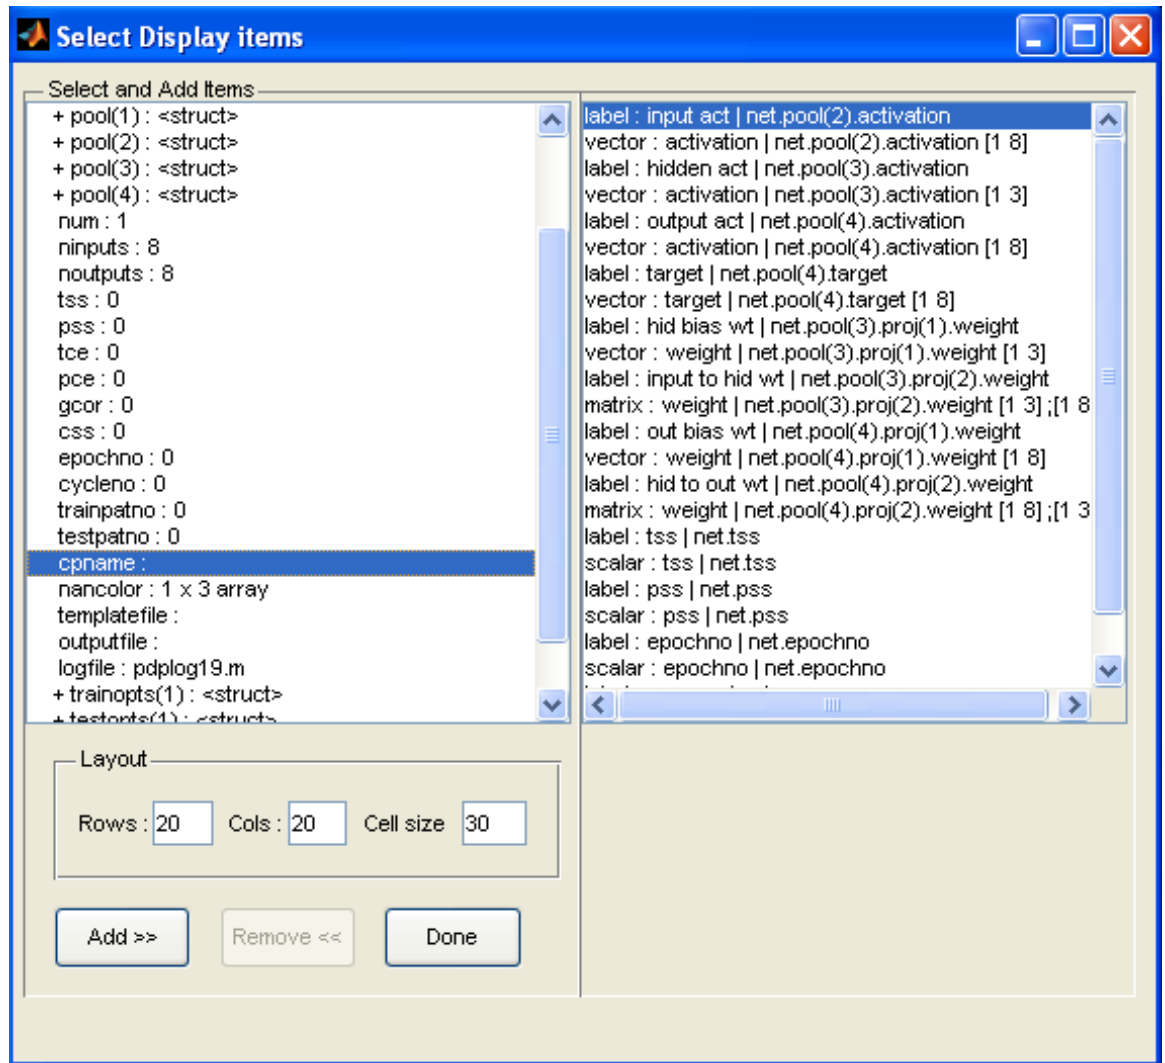 Select Display items
Select and Add Items
+ pool(1) : <struct>
+ pool(2) : <struct>
+ pool(3) : <struct>
+ pool(4) : <struct>
num : 1
ninputs : 8
noutputs : 8
tss : 0
pss : 0
tce : 0
pce : 0
gcor : 0
css : 0
epochno : 0
cycleno : 0
trainpatno : 0
testpatno : 0
cpname :
nancolor : 1 x 3 array
templatefile :
outputfile :
logfile : pdplog19.m
+ trainopts(1) : <struct>
+ testopts(1) : <struct>
label : input act | net.pool(2).activation
vector : activation | net.pool(2).activation [1 8]
label : hidden act | net.pool(3).activation
vector : activation | net.pool(3).activation [1 3]
label : output act | net.pool(4).activation
vector : activation | net.pool(4).activation [1 8]
label : target | net.pool(4).target
vector : target | net.pool(4).target [1 8]
label : hid bias wt | net.pool(3).proj(1).weight
vector : weight | net.pool(3).proj(1).weight [1 3]
label : input to hid wt | net.pool(3).proj(2).weight
matrix : weight | net.pool(3).proj(2).weight [1 3] ;[1 8
label : out bias wt | net.pool(4).proj(1).weight
vector : weight | net.pool(4).proj(1).weight [1 8]
label : hid to out wt | net.pool(4).proj(2).weight
matrix : weight | net.pool(4).proj(2).weight [1 8] ;[1 3
label : tss | net.tss
scalar : tss | net.tss
label : pss | net.pss
scalar : pss | net.pss
label : epochno | net.epochno
scalar : epochno | net.epochno
Layout
Rows : 20 Cols : 20 Cell size 30
Add >> Remove << Done